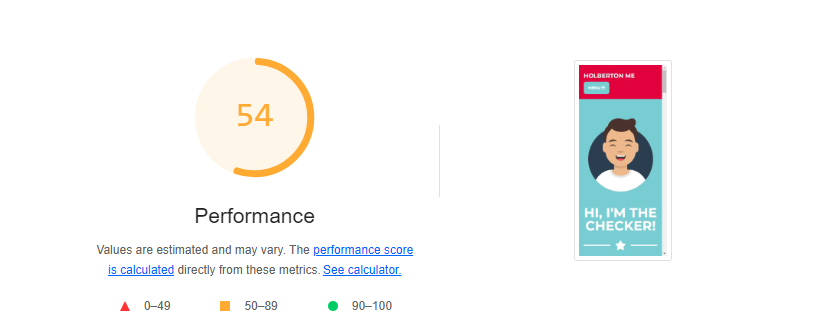 54
Performance
Values are estimated and may vary. The performance score
is calculated directly from these metrics. See calculator.
0–49
50–89
90–100
HOLBERTON ME
HI, I'M THE
CHECKER!